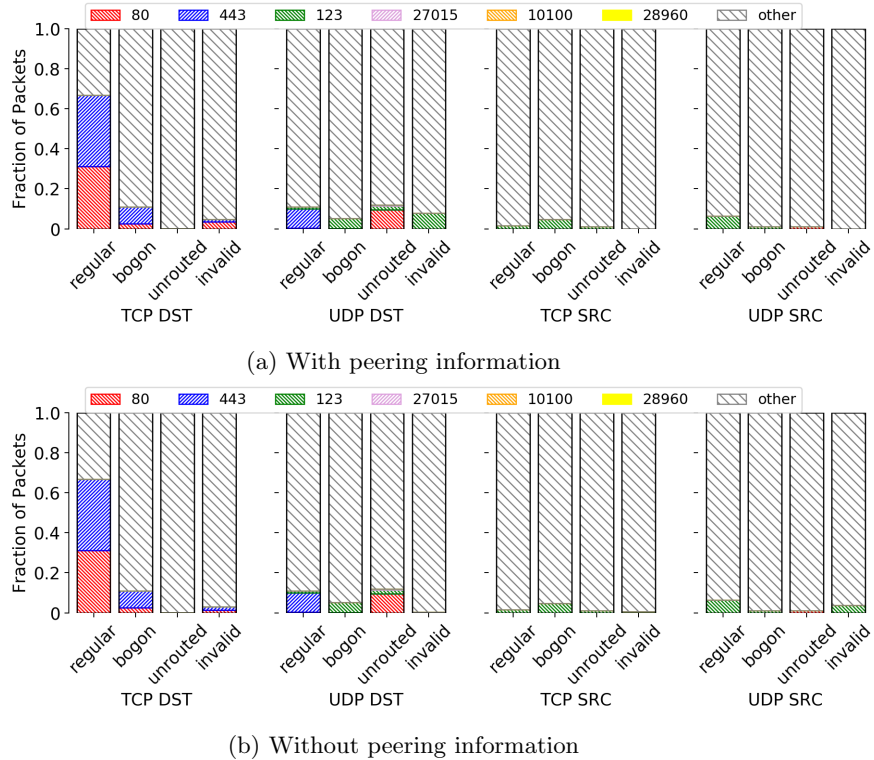 80 443 123 27015 10100 28960 other
1.0
0.8
0.6
0.4
0.2
0
Fraction of Packets
regular bogon unrouted invalid regular bogon unrouted invalid regular bogon unrouted invalid regular bogon unrouted invalid
TCP DST UDP DST TCP SRC UDP SRC
(a) With peering information
80 443 123 27015 10100 28960 other
1.0
0.8
0.6
0.4
0.2
0
Fraction of Packets
regular bogon unrouted invalid regular bogon unrouted invalid regular bogon unrouted invalid regular bogon unrouted invalid
TCP DST UDP DST TCP SRC UDP SRC
(b) Without peering information